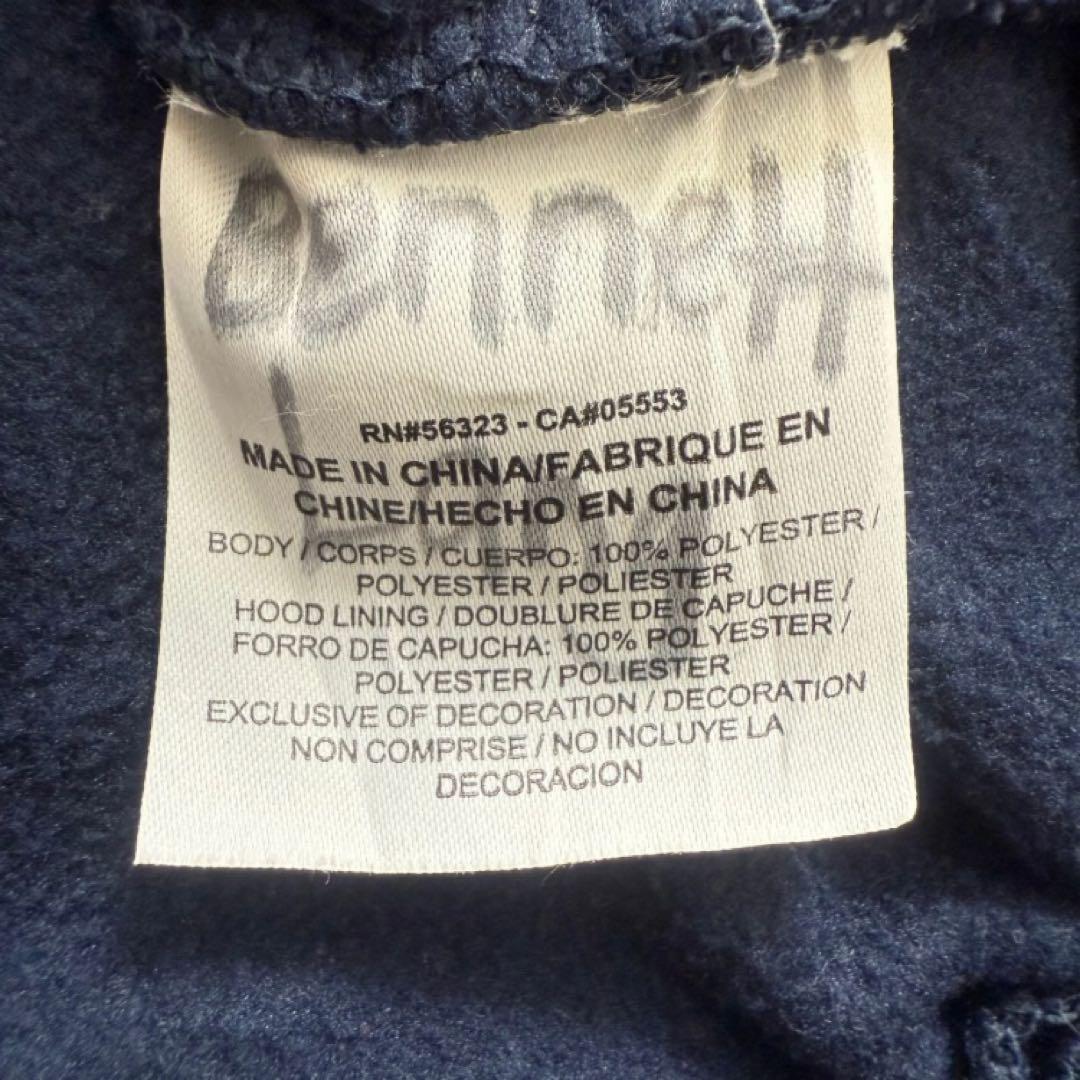 Bennett
RN#56323 - CA#05553
MADE IN CHINA/FABRIQUE EN
CHINE/HECHO EN CHINA
BODY / CORPS / CUERPO: 100% POLYESTER /
POLYESTER / POLIESTER
HOOD LINING / DOUBLURE DE CAPUCHE /
FORRO DE CAPUCHA: 100% POLYESTER /
POLYESTER / POLIESTER
EXCLUSIVE OF DECORATION / DECORATION
NON COMPRISE / NO INCLUYE LA
DECORACION